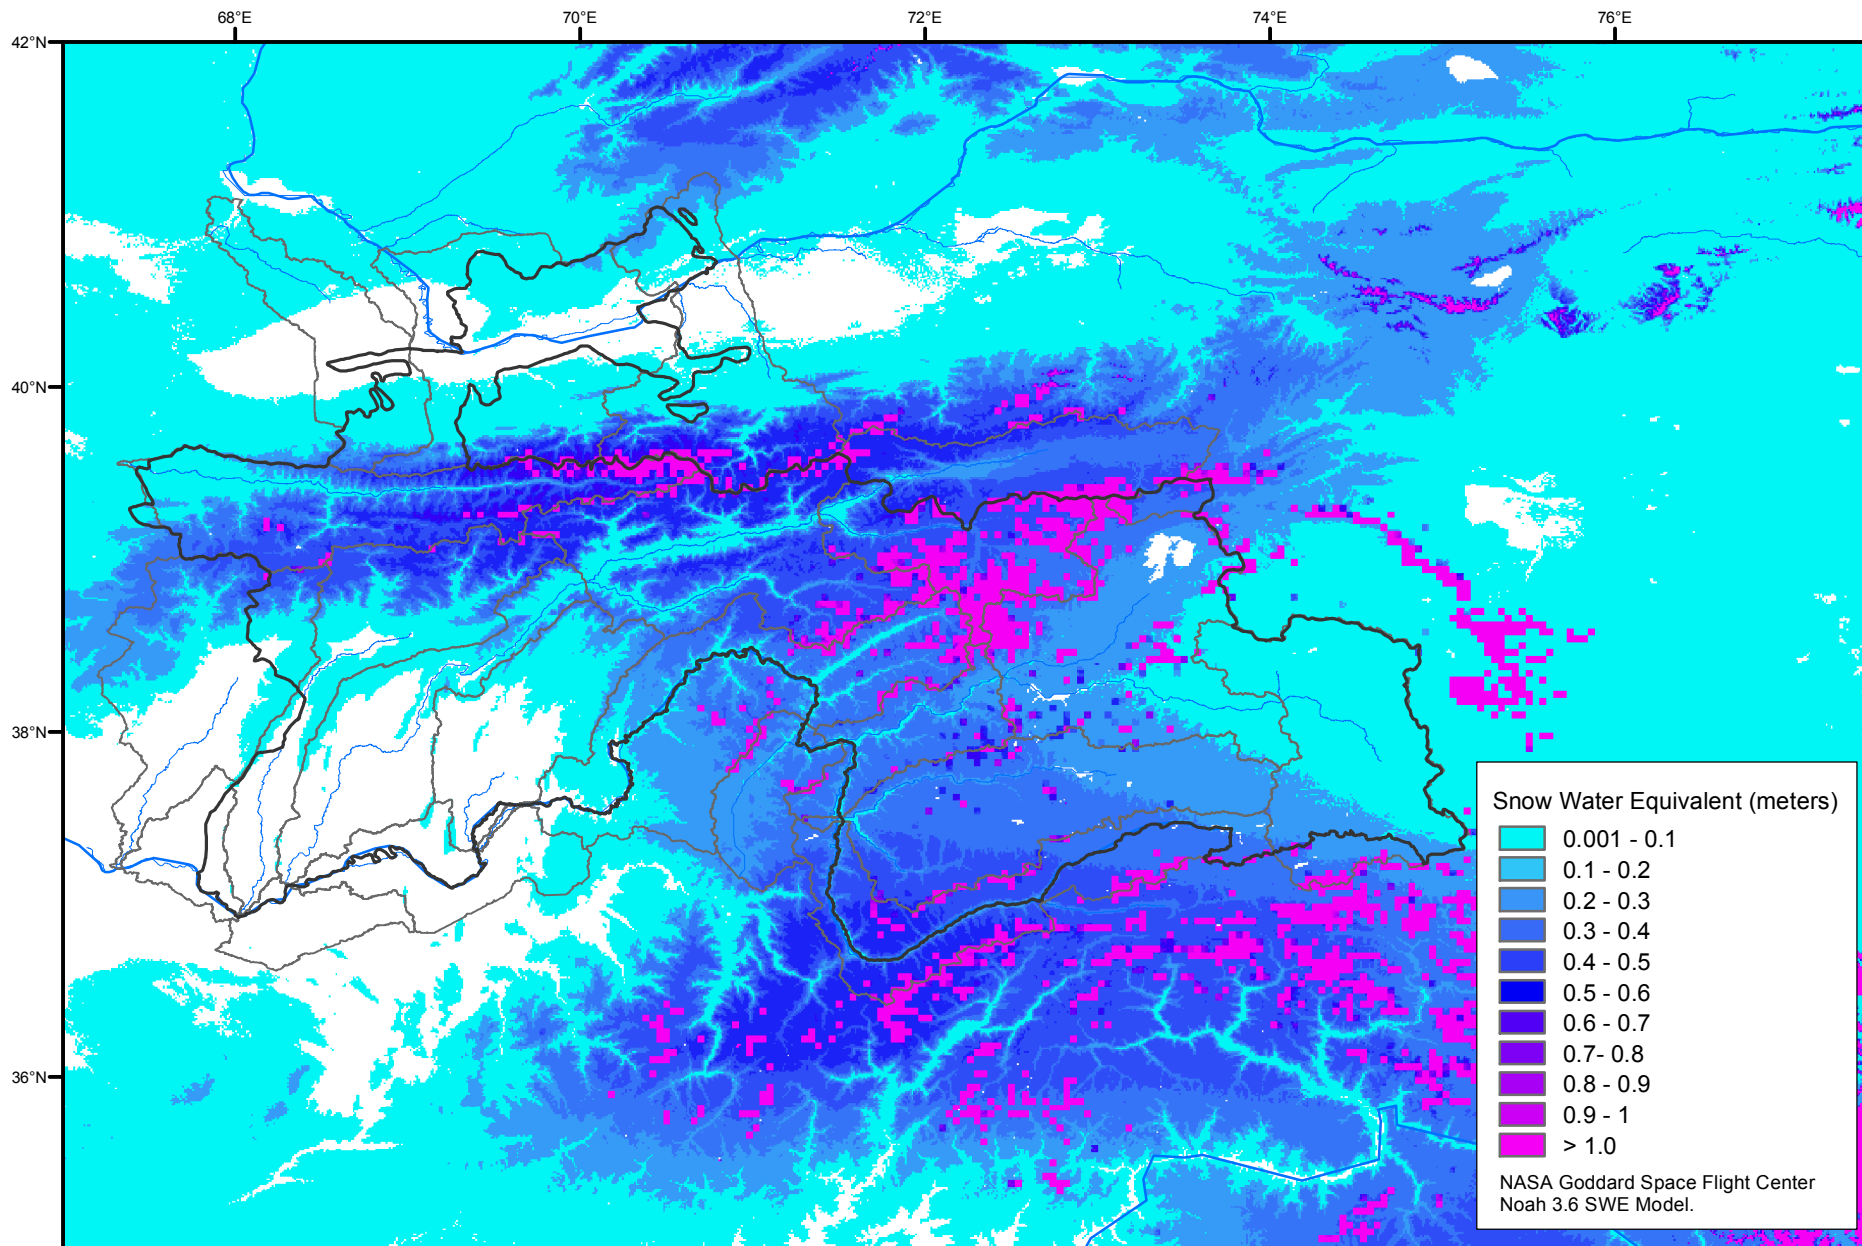 68°E 70°E 72°E 74°E 76°E
42°N
40°N
38°N
36°N
Snow Water Equivalent (meters)
0.001 - 0.1
0.1 - 0.2
0.2 - 0.3
0.3 - 0.4
0.4 - 0.5
0.5 - 0.6
0.6 - 0.7
0.7- 0.8
0.8 - 0.9
0.9 - 1
> 1.0
NASA Goddard Space Flight Center
Noah 3.6 SWE Model.